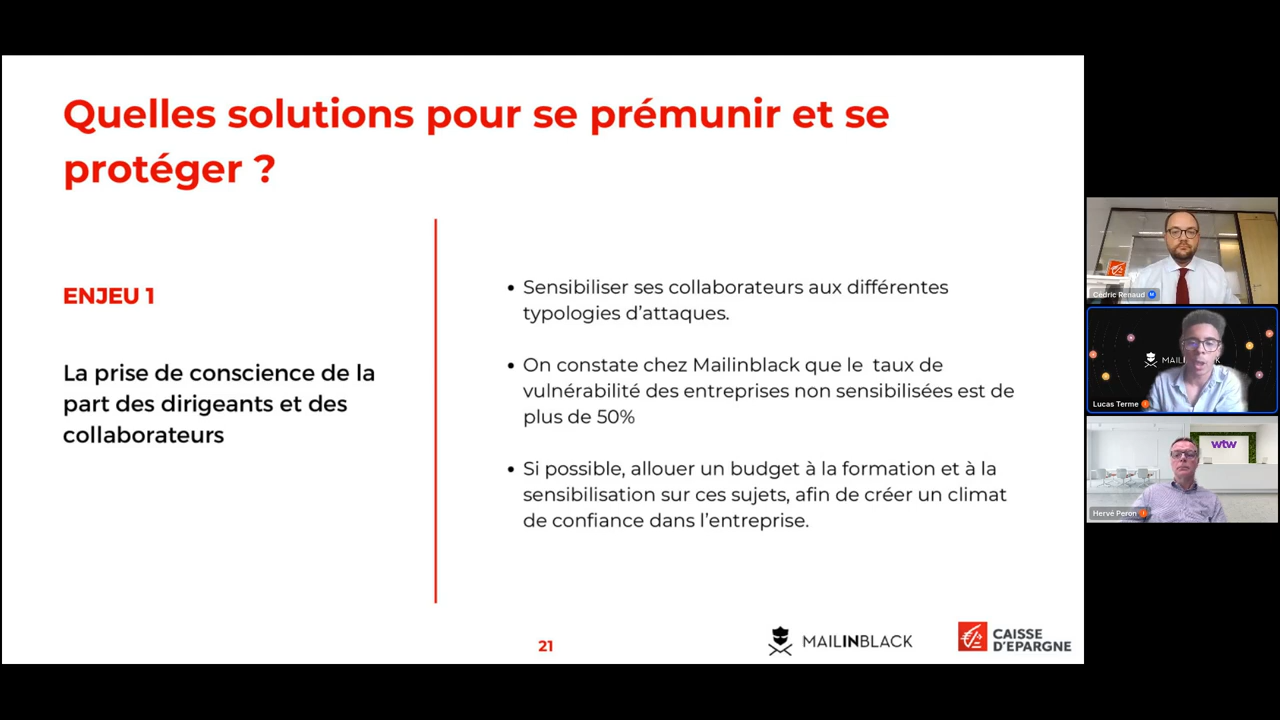 Quelles solutions pour se prémunir et se
protéger ?
ENJEU 1
La prise de conscience de la
part des dirigeants et des
collaborateurs
• Sensibiliser ses collaborateurs aux différentes
typologies d'attaques.
• On constate chez Mailinblack que le  taux de
vulnérabilité des entreprises non sensibilisées est de
plus de 50%
• Si possible, allouer un budget à la formation et à la
sensibilisation sur ces sujets, afin de créer un climat
de confiance dans l'entreprise.
21
MAILINBLACK
CAISSE
D'EPARGNE
Cédric Renaud
Lucas Terme
wtw
Hervé Peron